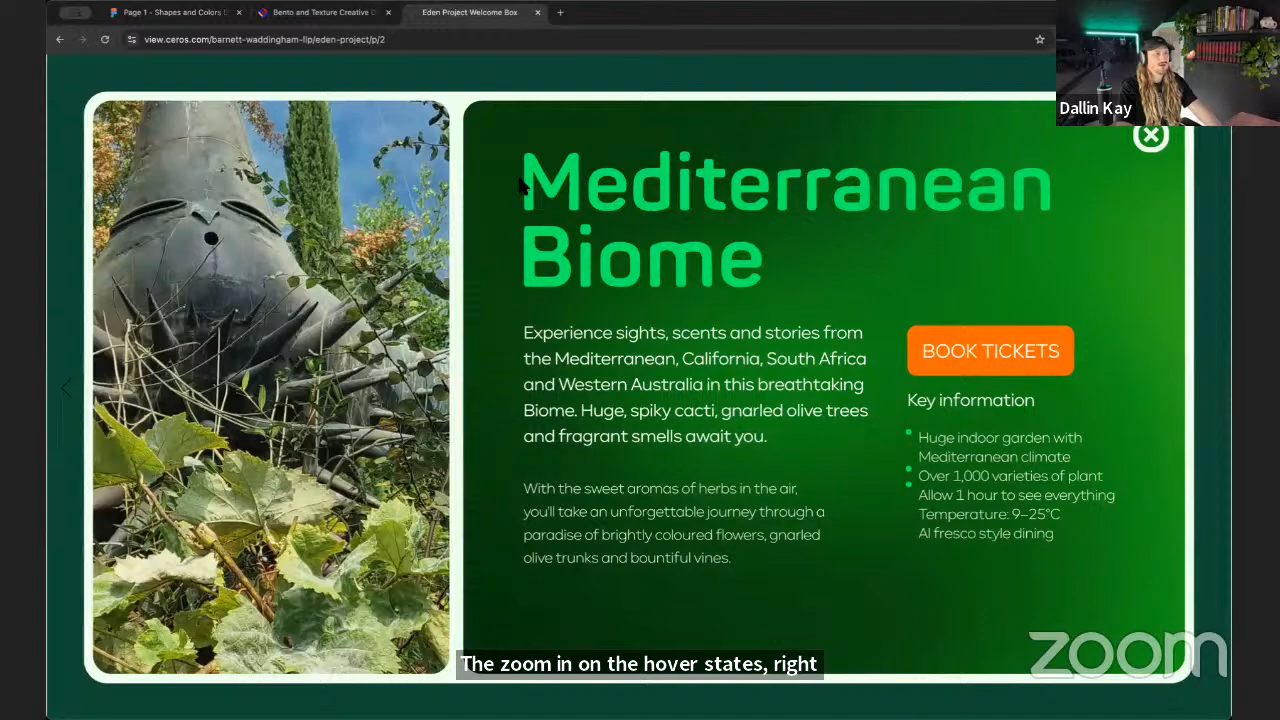 Page 1 - Shapes and Colors
Bento and Texture Creative
Eden Project Welcome Box
view.ceros.com/barnett-waddingham-llp/eden-project/p/2
Dallin Kay
Mediterranean
Biome
Experience sights, scents and stories from
the Mediterranean, California, South Africa
and Western Australia in this breathtaking
Biome. Huge, spiky cacti, gnarled olive trees
and fragrant smells await you.
With the sweet aromas of herbs in the air,
you'll take an unforgettable journey through a
paradise of brightly coloured flowers, gnarled
olive trunks and bountiful vines.
BOOK TICKETS
Key information
Huge indoor garden with
Mediterranean climate
Over 1,000 varieties of plant
Allow 1 hour to see everything
Temperature: 9–25°C
Al fresco style dining
The zoom in on the hover states, right
zoom